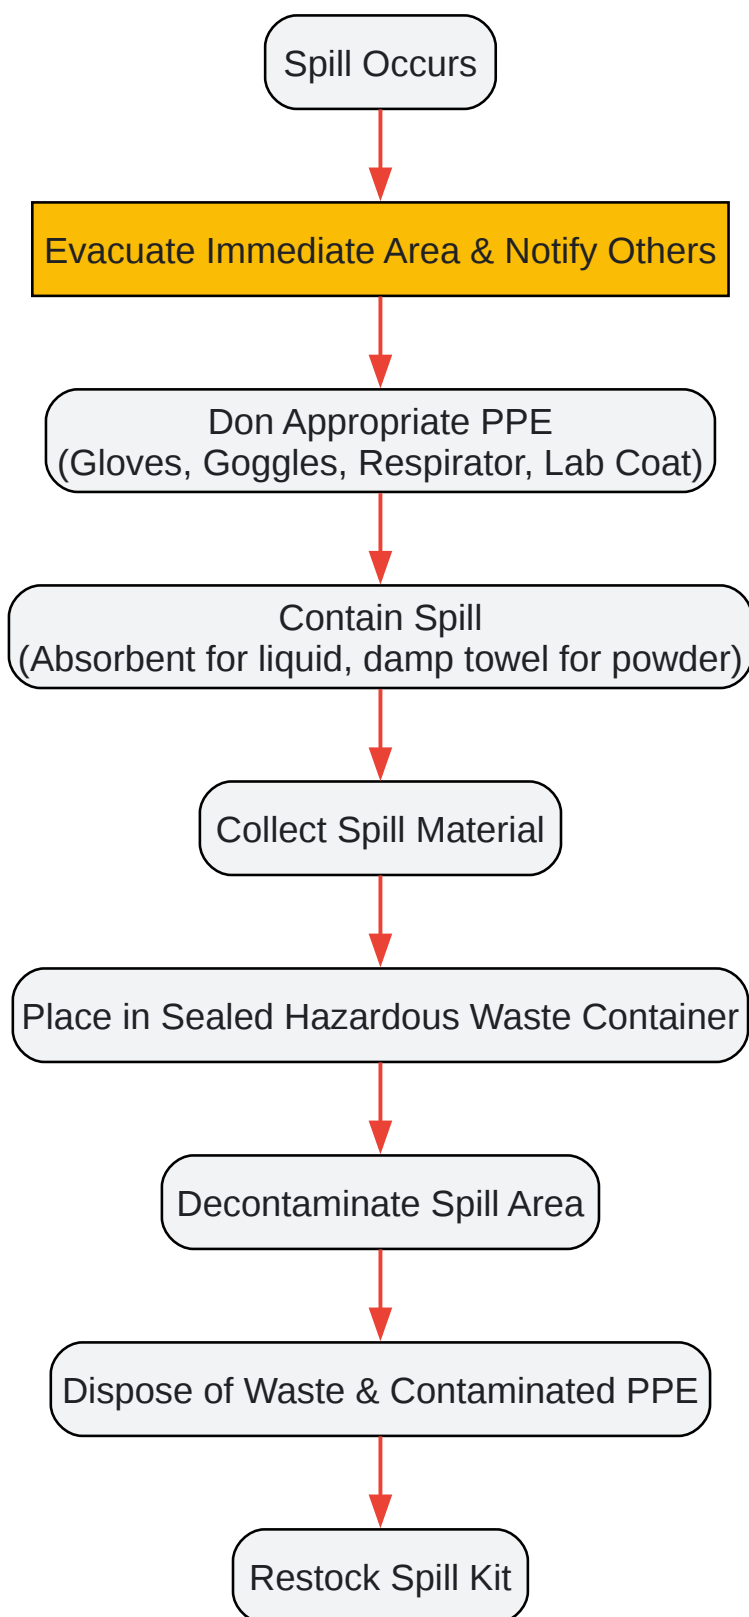 Spill Occurs
Evacuate Immediate Area & Notify Others
Don Appropriate PPE
(Gloves, Goggles, Respirator, Lab Coat)
Contain Spill
(Absorbent for liquid, damp towel for powder)
Collect Spill Material
Place in Sealed Hazardous Waste Container
Decontaminate Spill Area
Dispose of Waste & Contaminated PPE
Restock Spill Kit